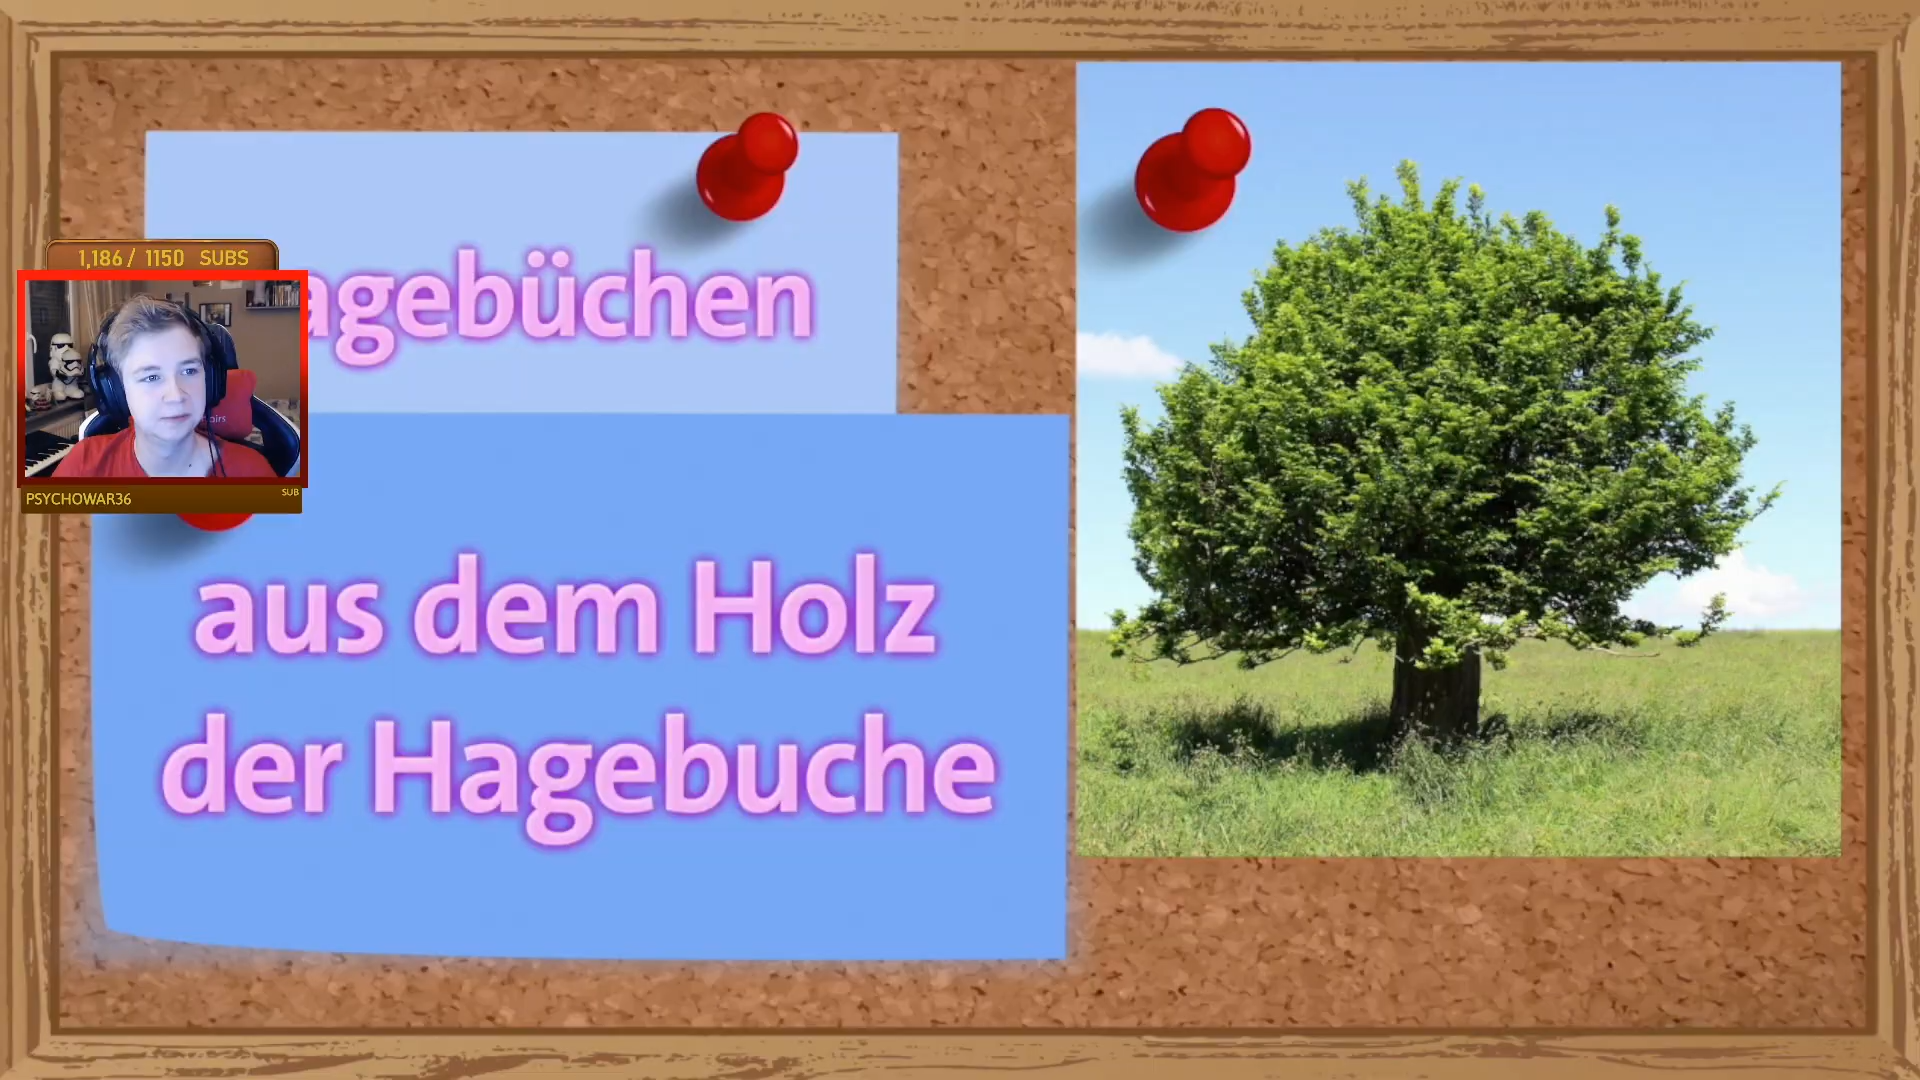 1,186 / 1150 SUBS
agebüchen
PSYCHOWAR36
SUB
aus dem Holz
der Hagebuche